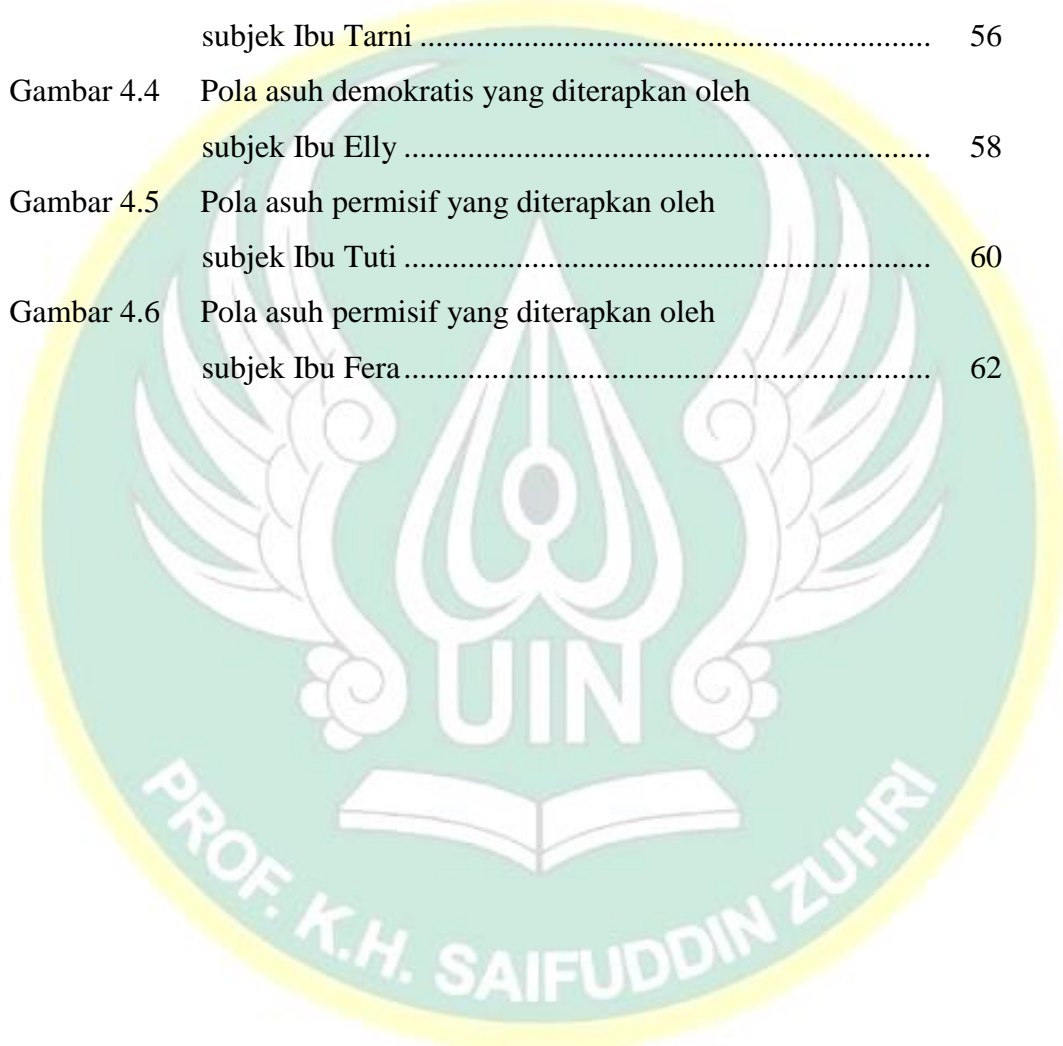 subjek Ibu Tarni ................................................................. 56
Gambar 4.4 Pola asuh demokratis yang diterapkan oleh
subjek Ibu Elly ................................................................... 58
Gambar 4.5 Pola asuh permisif yang diterapkan oleh
subjek Ibu Tuti ................................................................... 60
Gambar 4.6 Pola asuh permisif yang diterapkan oleh
subjek Ibu Fera ................................................................... 62
UIN
PROF. K.H. SAIFUDDIN ZUHRI